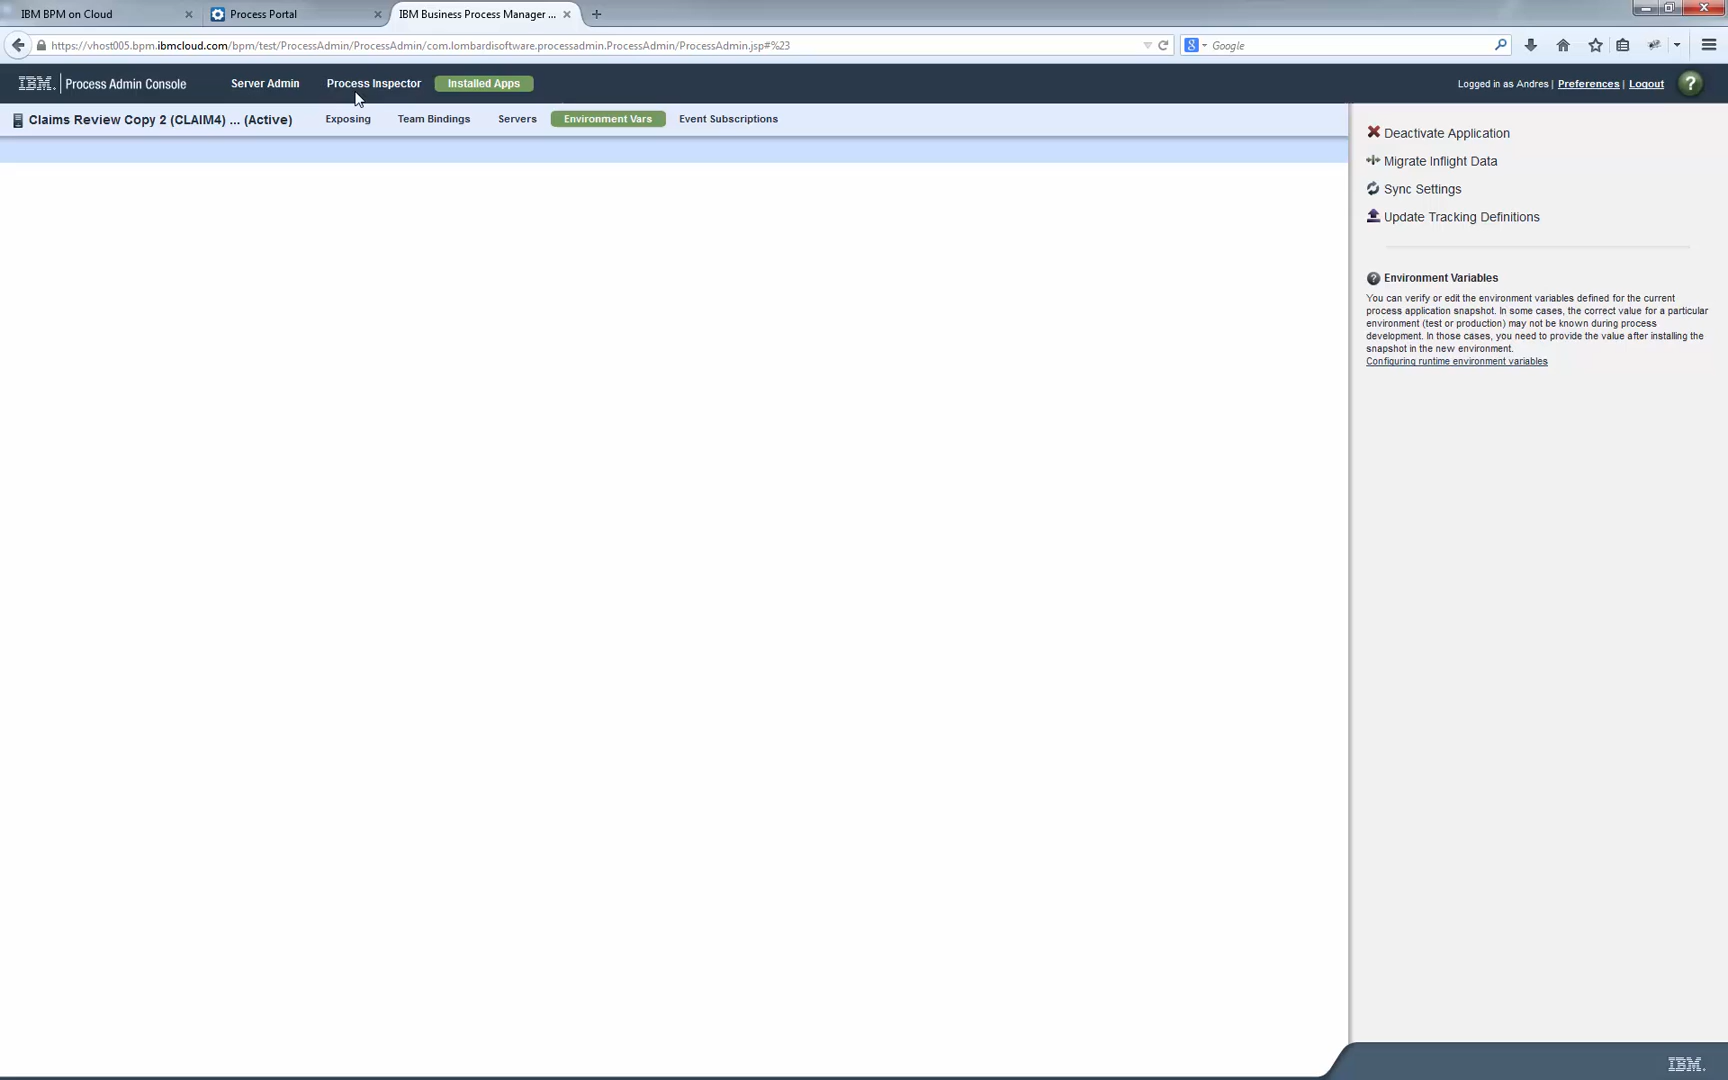 IBM BPM on Cloud
Process Portal
IBM Business Process Manager ...
https://vhost005.bpm.ibmcloud.com/bpm/test/ProcessAdmin/ProcessAdmin/com.lombardisoftware.processadmin.ProcessAdmin/ProcessAdmin.jsp#%23
Google
IBM. Process Admin Console
Server Admin
Process Inspector
Installed Apps
Logged in as Andres | Preferences | Logout
?
Claims Review Copy 2 (CLAIM4) ... (Active)
Exposing
Team Bindings
Servers
Environment Vars
Event Subscriptions
Deactivate Application
Migrate Inflight Data
Sync Settings
Update Tracking Definitions
Environment Variables
You can verify or edit the environment variables defined for the current
process application snapshot. In some cases, the correct value for a particular
environment (test or production) may not be known during process
development. In those cases, you need to provide the value after installing the
snapshot in the new environment.
Configuring runtime environment variables
IBM.